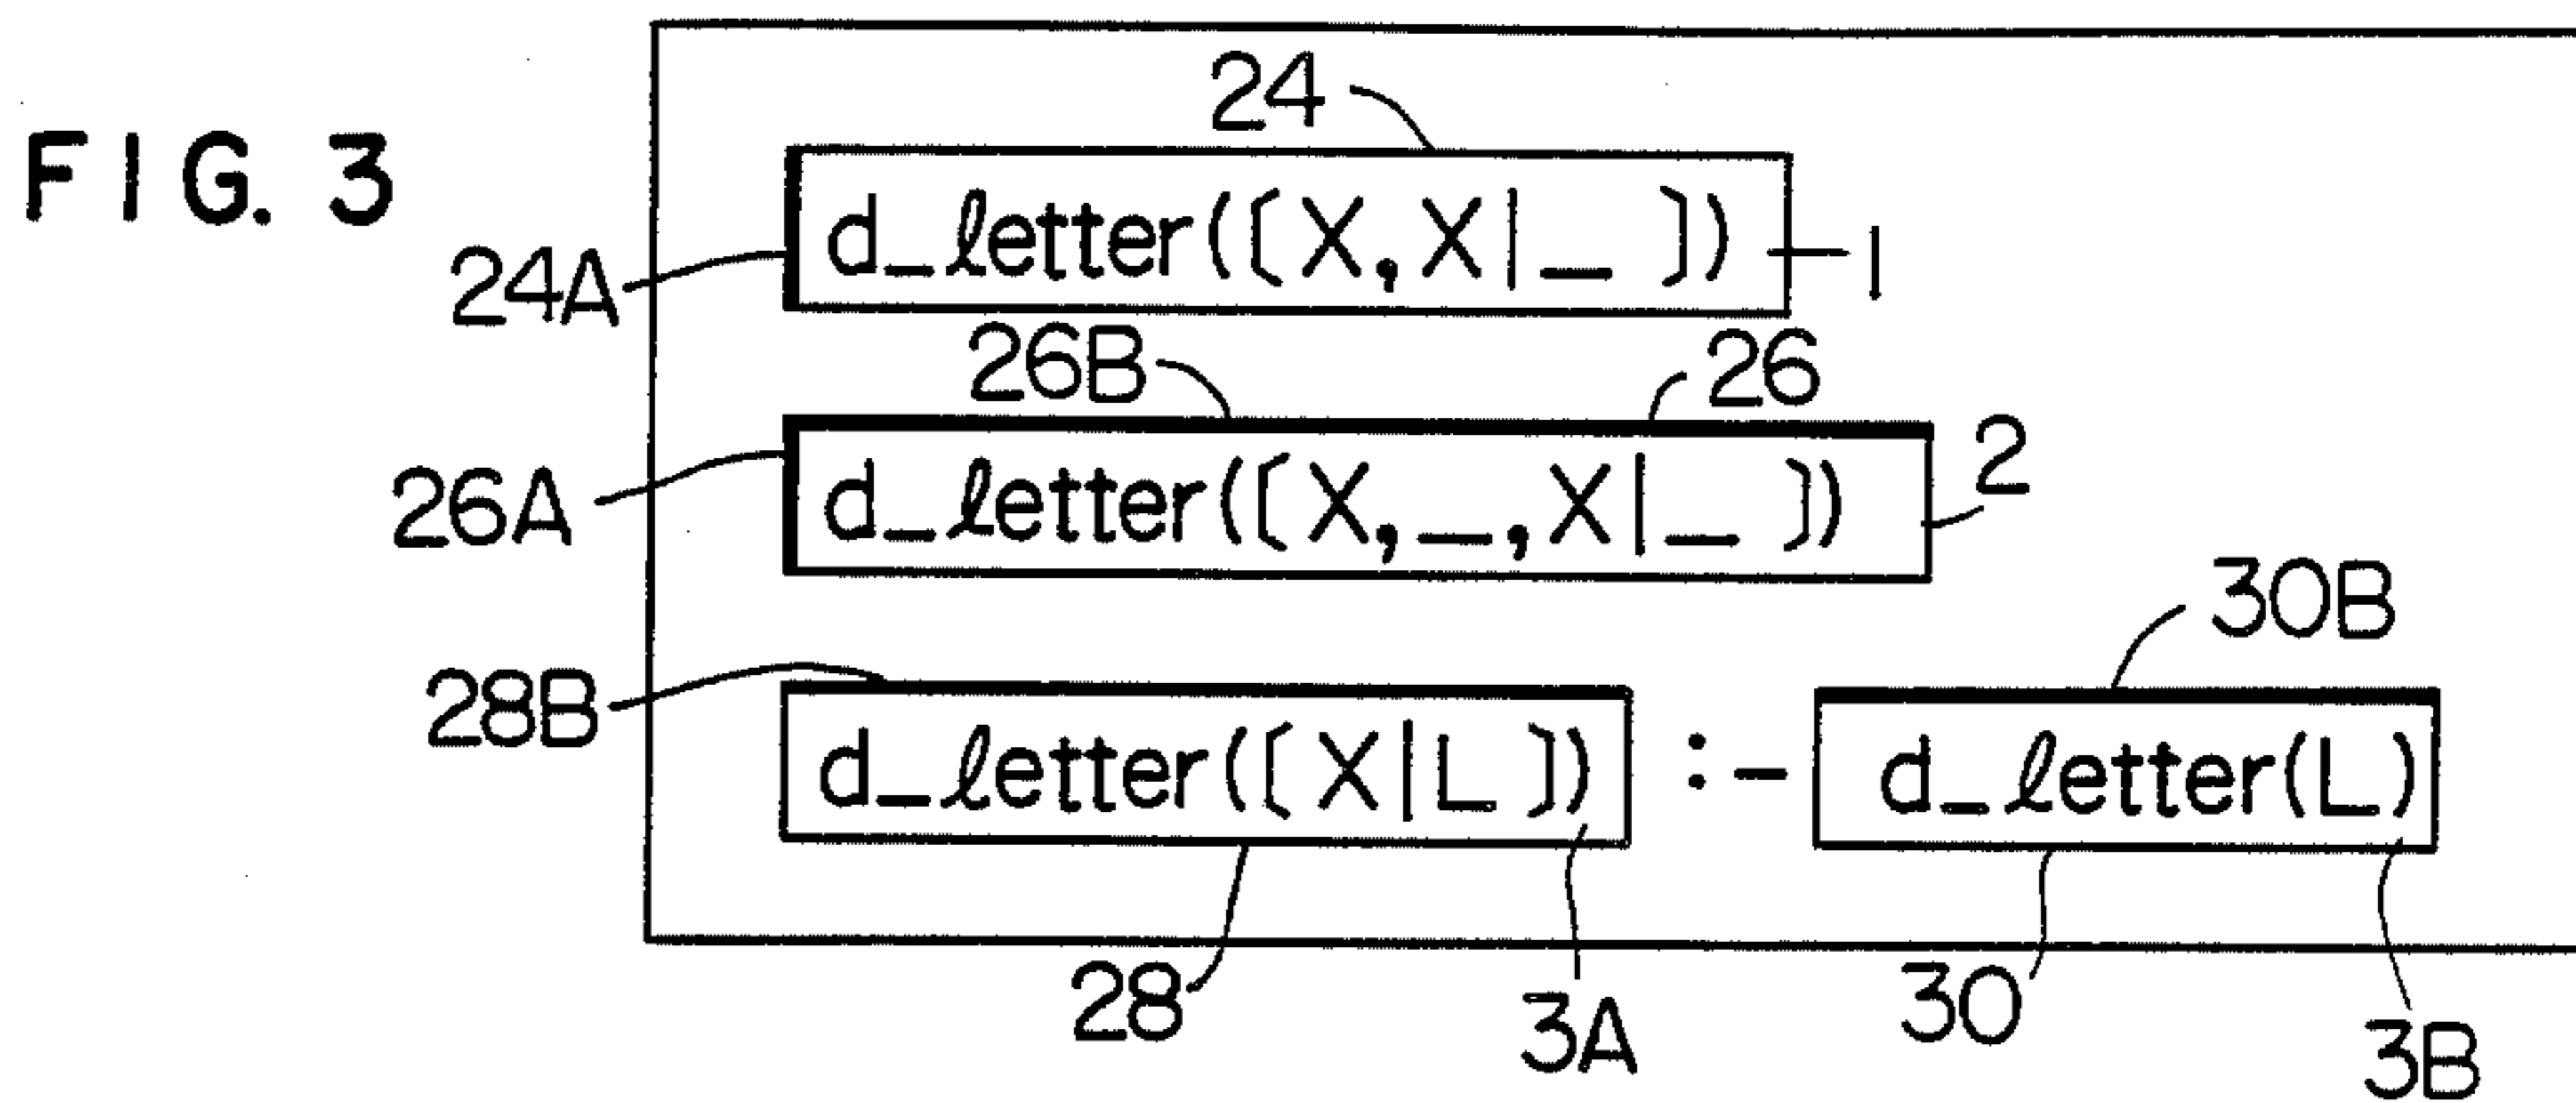 FIG. 3
24
24A
d_letter([X,X|_]) 1
26B 26
26A
d_letter([X,_,X|_]) 2
30B
28B
d_letter([X|L]) :- d_letter(L)
28 3A 30 3B